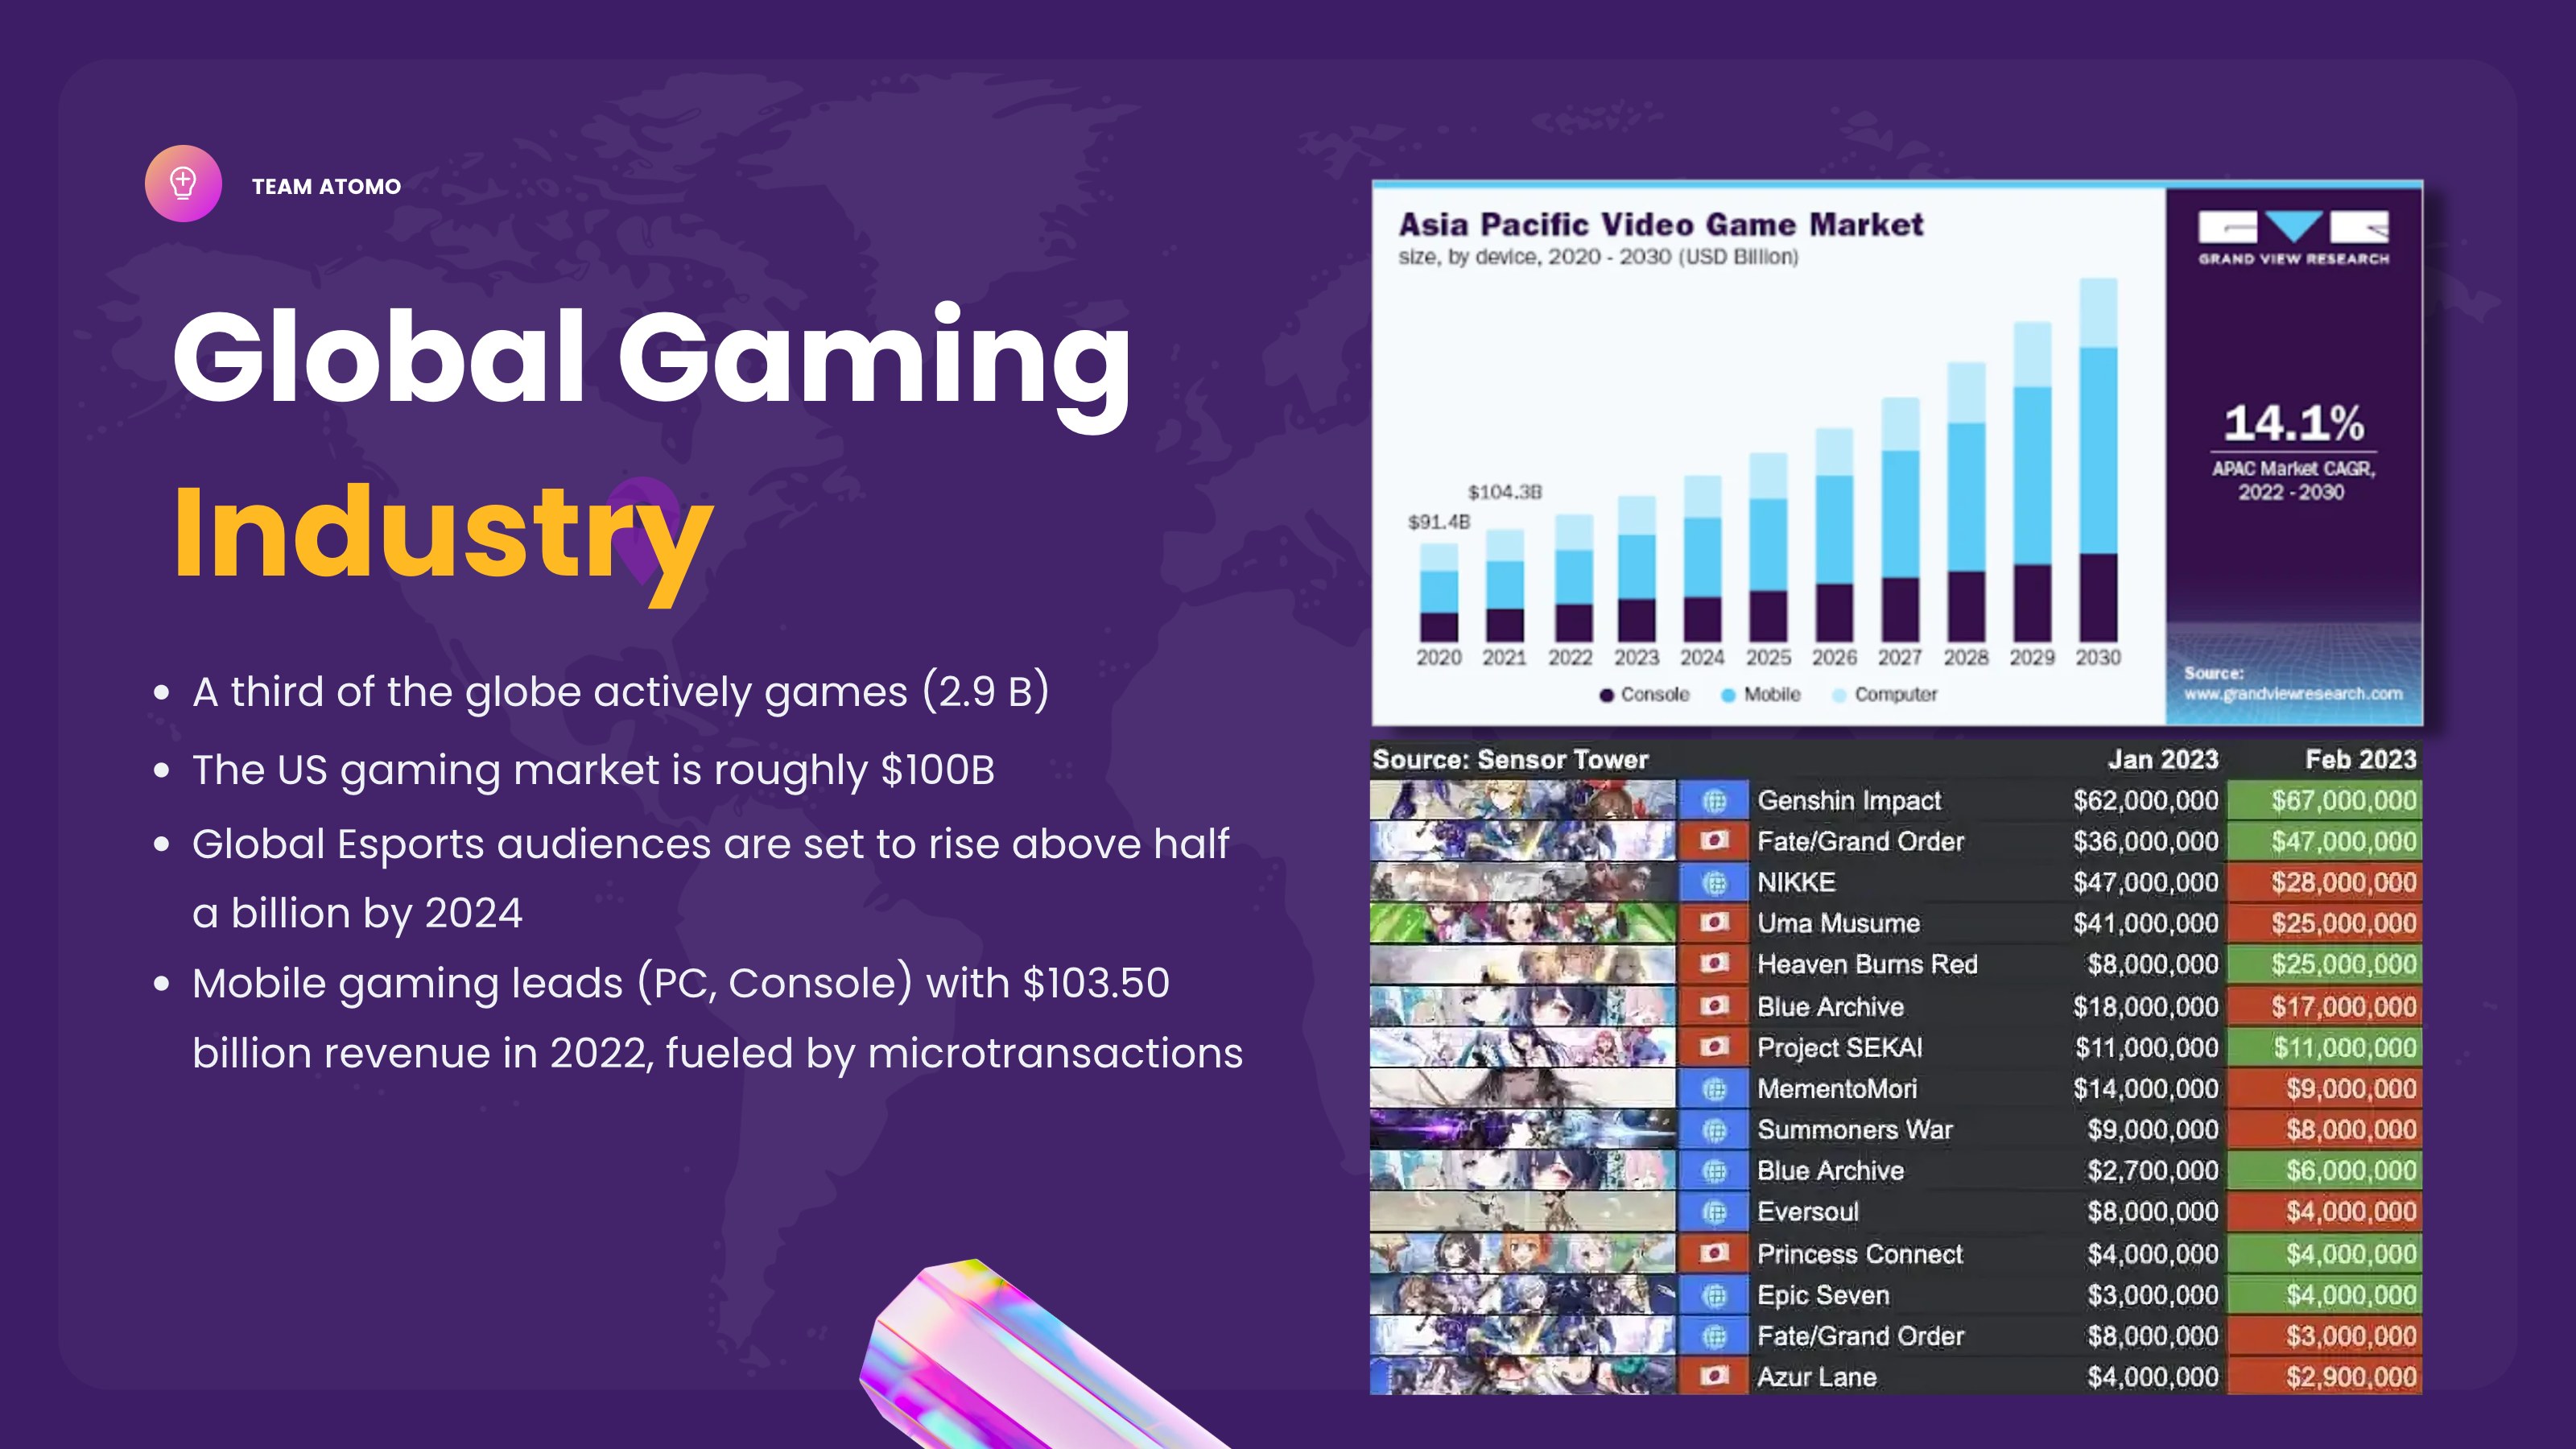 TEAM ATOMO
Global Gaming
Industry
• A third of the globe actively games (2.9 B)
• The US gaming market is roughly $100B
• Global Esports audiences are set to rise above half
a billion by 2024
• Mobile gaming leads (PC, Console) with $103.50
billion revenue in 2022, fueled by microtransactions
Asia Pacific Video Game Market
size, by device, 2020 - 2030 (USD Billion)
$91.4B
$104.3B
2020 2021 2022 2023 2024 2025 2026 2027 2028 2029 2030
Console Mobile Computer
GRAND VIEW RESEARCH
14.1%
APAC Market CAGR,
2022 - 2030
Source:
www.grandviewresearch.com
Source: Sensor Tower Jan 2023 Feb 2023
Genshin Impact $62,000,000 $67,000,000
Fate/Grand Order $36,000,000 $47,000,000
NIKKE $47,000,000 $28,000,000
Uma Musume $41,000,000 $25,000,000
Heaven Burns Red $8,000,000 $25,000,000
Blue Archive $18,000,000 $17,000,000
Project SEKAI $11,000,000 $11,000,000
MementoMori $14,000,000 $9,000,000
Summoners War $9,000,000 $8,000,000
Blue Archive $2,700,000 $6,000,000
Eversoul $8,000,000 $4,000,000
Princess Connect $4,000,000 $4,000,000
Epic Seven $3,000,000 $4,000,000
Fate/Grand Order $8,000,000 $3,000,000
Azur Lane $4,000,000 $2,900,000